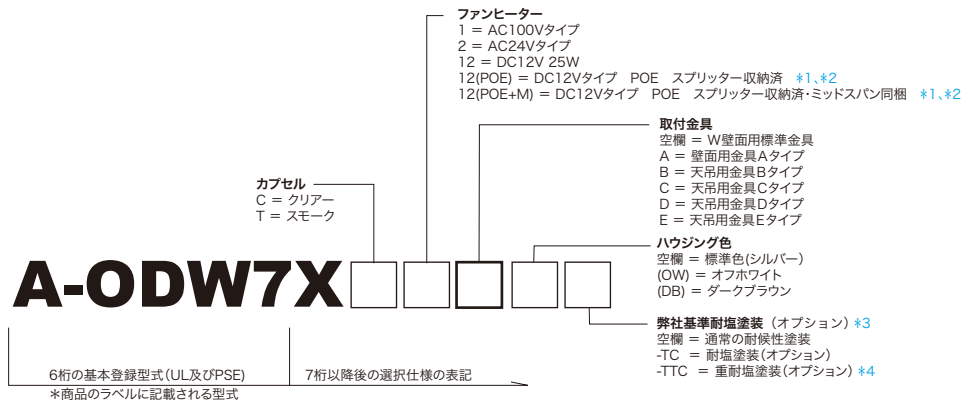 ファンヒーター
1 = AC100Vタイプ
2 = AC24Vタイプ
12 = DC12V 25W
12(POE) = DC12Vタイプ POE スプリッター収納済 *1、*2
12(POE+M) = DC12Vタイプ POE スプリッター収納済・ミッドスパン同梱 *1、*2
取付金具
空欄 = W壁面用標準金具
A = 壁面用金具Aタイプ
B = 天吊用金具Bタイプ
C = 天吊用金具Cタイプ
D = 天吊用金具Dタイプ
E = 天吊用金具Eタイプ
カプセル
C = クリアー
T = スモーク
ハウジング色
空欄 = 標準色(シルバー)
(OW) = オフホワイト
(DB) = ダークブラウン
A-ODW7X
弊社基準耐塩塗装（オプション）*3
空欄 = 通常の耐候性塗装
-TC = 耐塩塗装(オプション)
-TTC = 重耐塩塗装(オプション) *4
6桁の基本登録型式(UL及びPSE)
7桁以降後の選択仕様の表記
＊商品のラベルに記載される型式